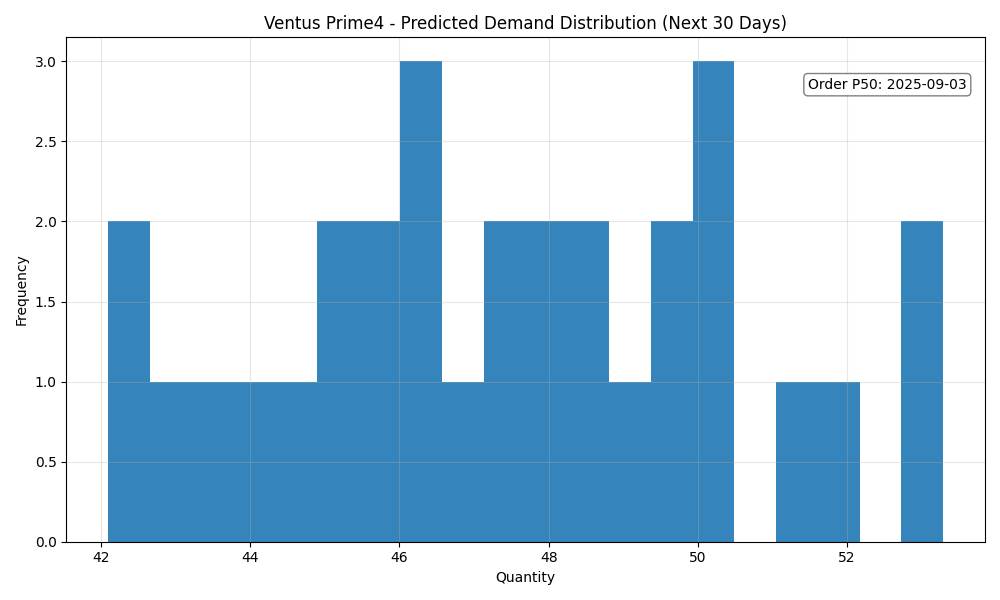 Ventus Prime4 - Predicted Demand Distribution (Next 30 Days)
Order P50: 2025-09-03
Frequency
3.0
2.5
2.0
1.5
1.0
0.5
0.0
42 44 46 48 50 52
Quantity